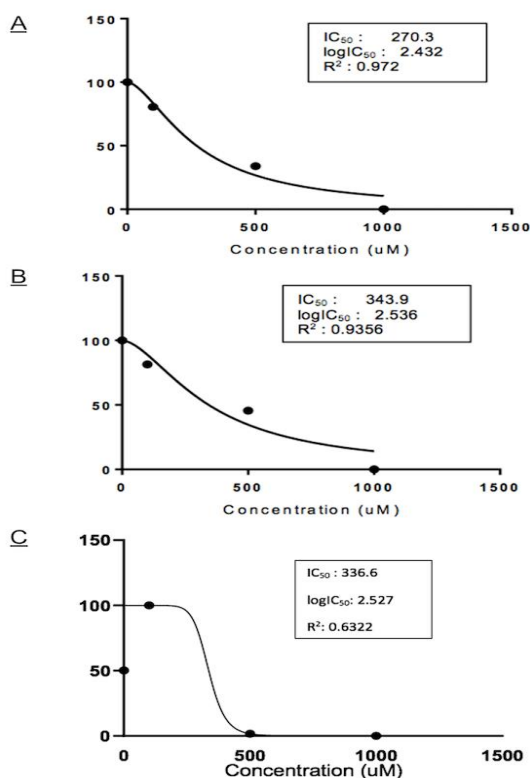 A
IC50 : 270.3
logIC50 : 2.432
R2 : 0.972
150
100
50
0
0 500 1000 1500
Concentration (uM)
B
IC50 : 343.9
logIC50 : 2.536
R2 : 0.9356
150
100
50
0
0 500 1000 1500
Concentration (uM)
C
IC50 : 336.6
logIC50: 2.527
R2: 0.6322
150
100
50
0
0 500 1000 1500
Concentration (uM)